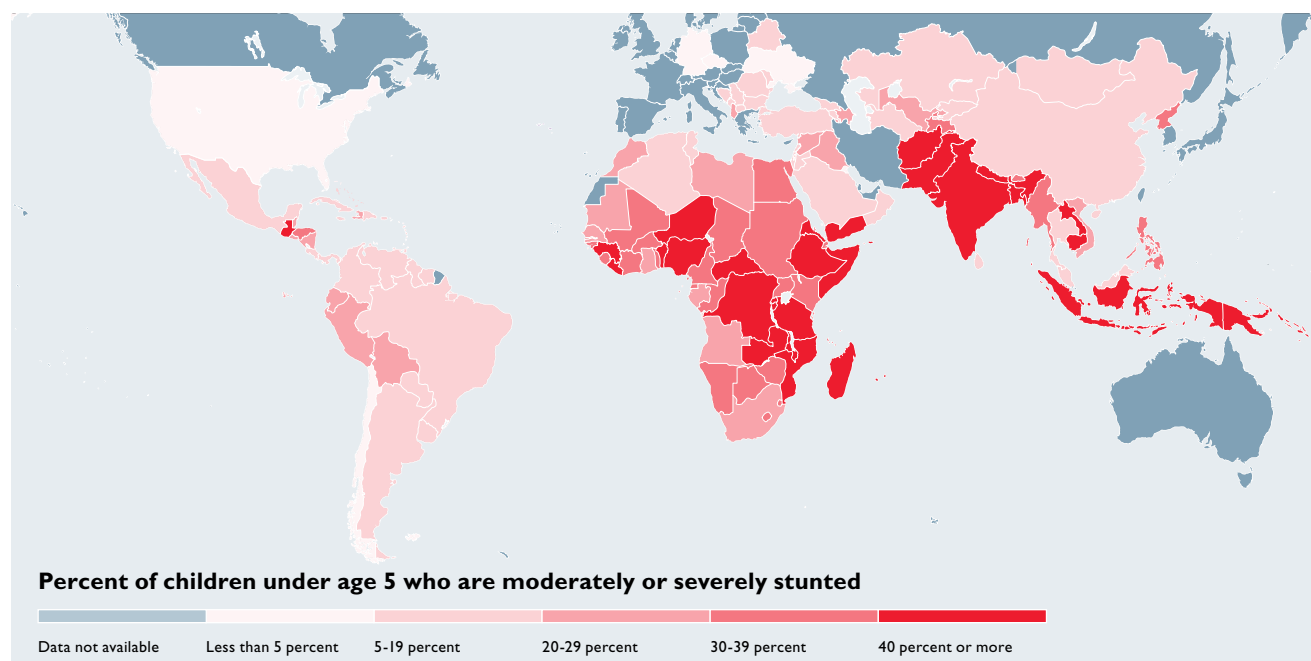 Percent of children under age 5 who are moderately or severely stunted
Data not available
Less than 5 percent
5-19 percent
20-29 percent
30-39 percent
40 percent or more